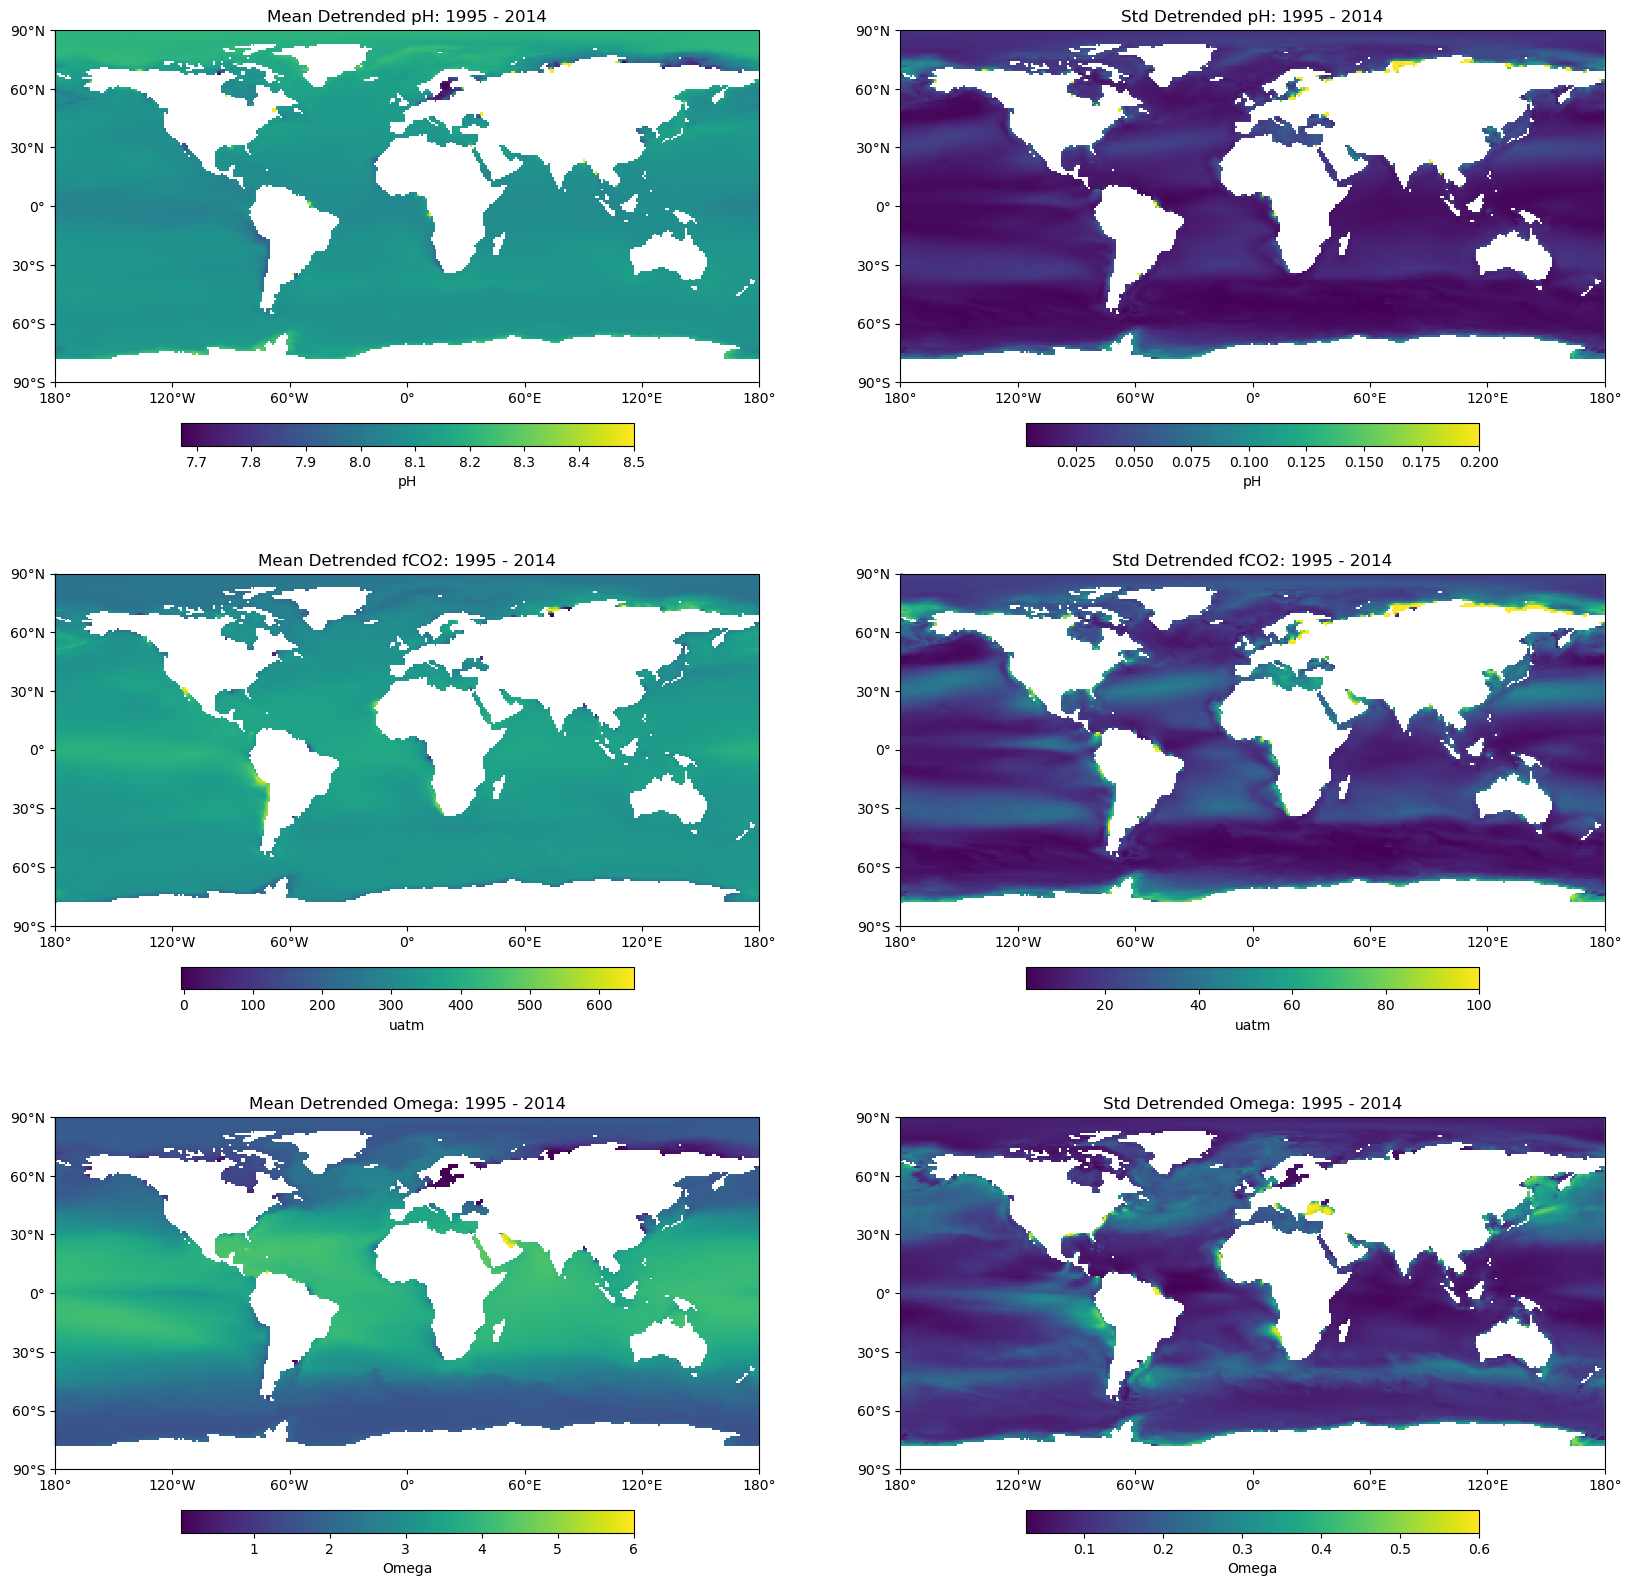 Mean Detrended pH: 1995 - 2014
90°N
60°N
30°N
0°
30°S
60°S
90°S
180° 120°W 60°W 0° 60°E 120°E 180°
7.7 7.8 7.9 8.0 8.1 8.2 8.3 8.4 8.5
pH
Std Detrended pH: 1995 - 2014
90°N
60°N
30°N
0°
30°S
60°S
90°S
180° 120°W 60°W 0° 60°E 120°E 180°
0.025 0.050 0.075 0.100 0.125 0.150 0.175 0.200
pH
Mean Detrended fCO2: 1995 - 2014
90°N
60°N
30°N
0°
30°S
60°S
90°S
180° 120°W 60°W 0° 60°E 120°E 180°
0 100 200 300 400 500 600
uatm
Std Detrended fCO2: 1995 - 2014
90°N
60°N
30°N
0°
30°S
60°S
90°S
180° 120°W 60°W 0° 60°E 120°E 180°
20 40 60 80 100
uatm
Mean Detrended Omega: 1995 - 2014
90°N
60°N
30°N
0°
30°S
60°S
90°S
180° 120°W 60°W 0° 60°E 120°E 180°
1 2 3 4 5 6
Omega
Std Detrended Omega: 1995 - 2014
90°N
60°N
30°N
0°
30°S
60°S
90°S
180° 120°W 60°W 0° 60°E 120°E 180°
0.1 0.2 0.3 0.4 0.5 0.6
Omega